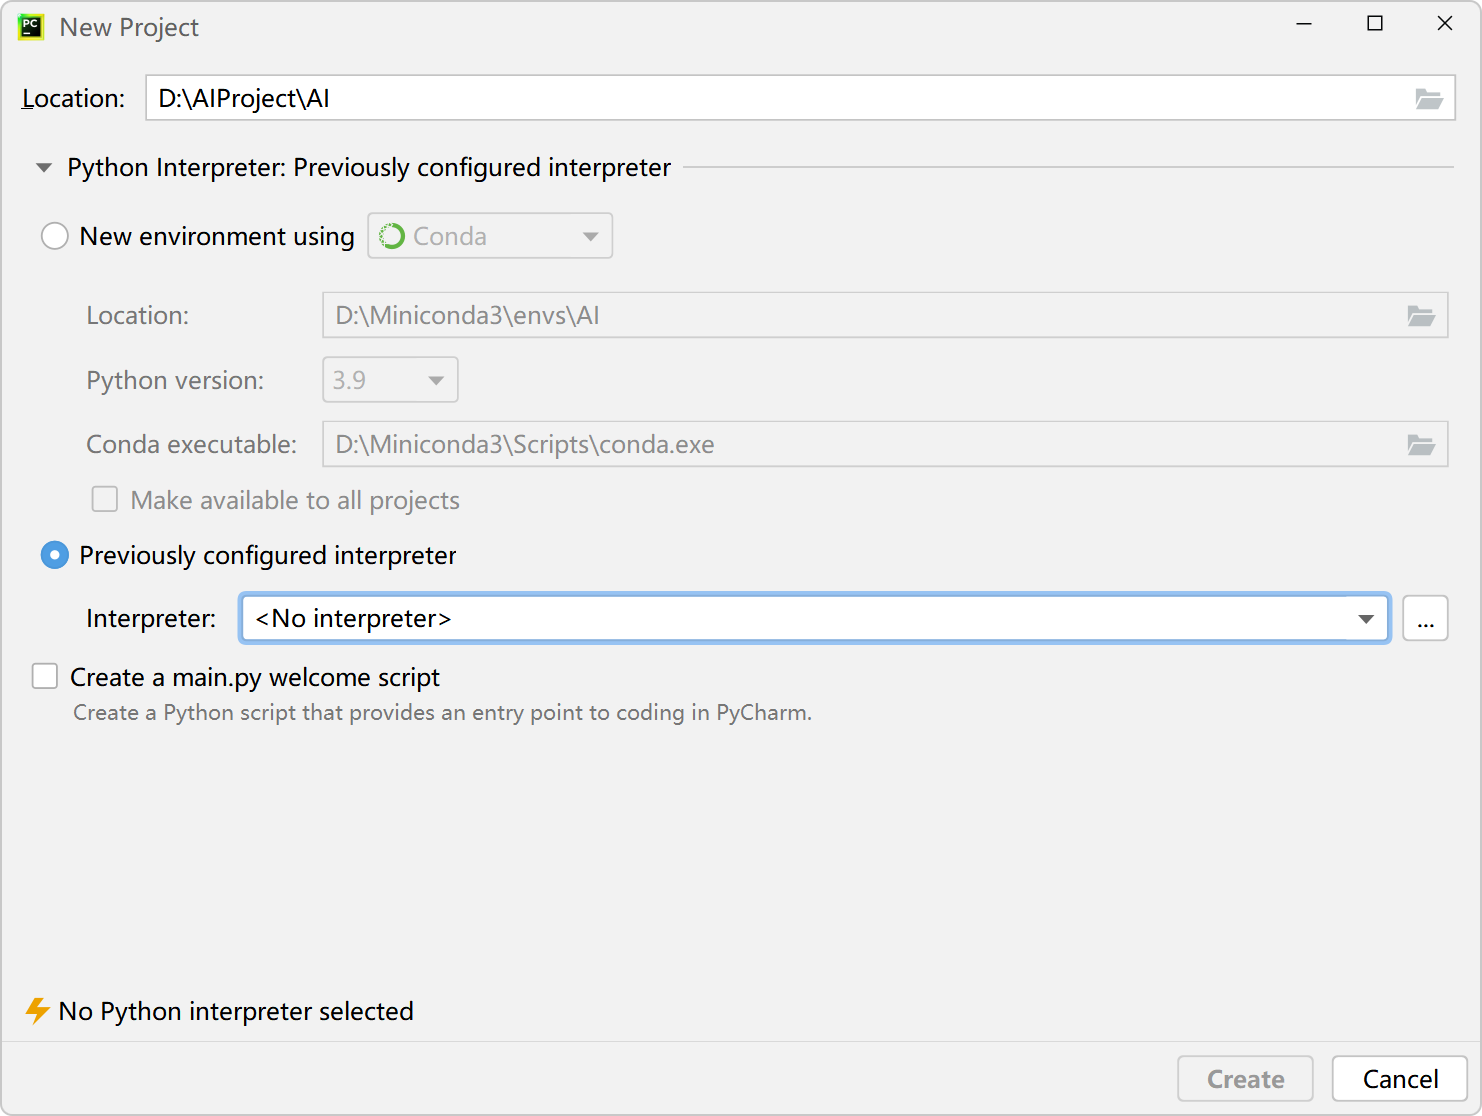 PC New Project
Location: D:\AIProject\AI
Python Interpreter: Previously configured interpreter
New environment using Conda
Location: D:\Miniconda3\envs\AI
Python version: 3.9
Conda executable: D:\Miniconda3\Scripts\conda.exe
Make available to all projects
Previously configured interpreter
Interpreter: <No interpreter> ...
Create a main.py welcome script
Create a Python script that provides an entry point to coding in PyCharm.
No Python interpreter selected
Create Cancel